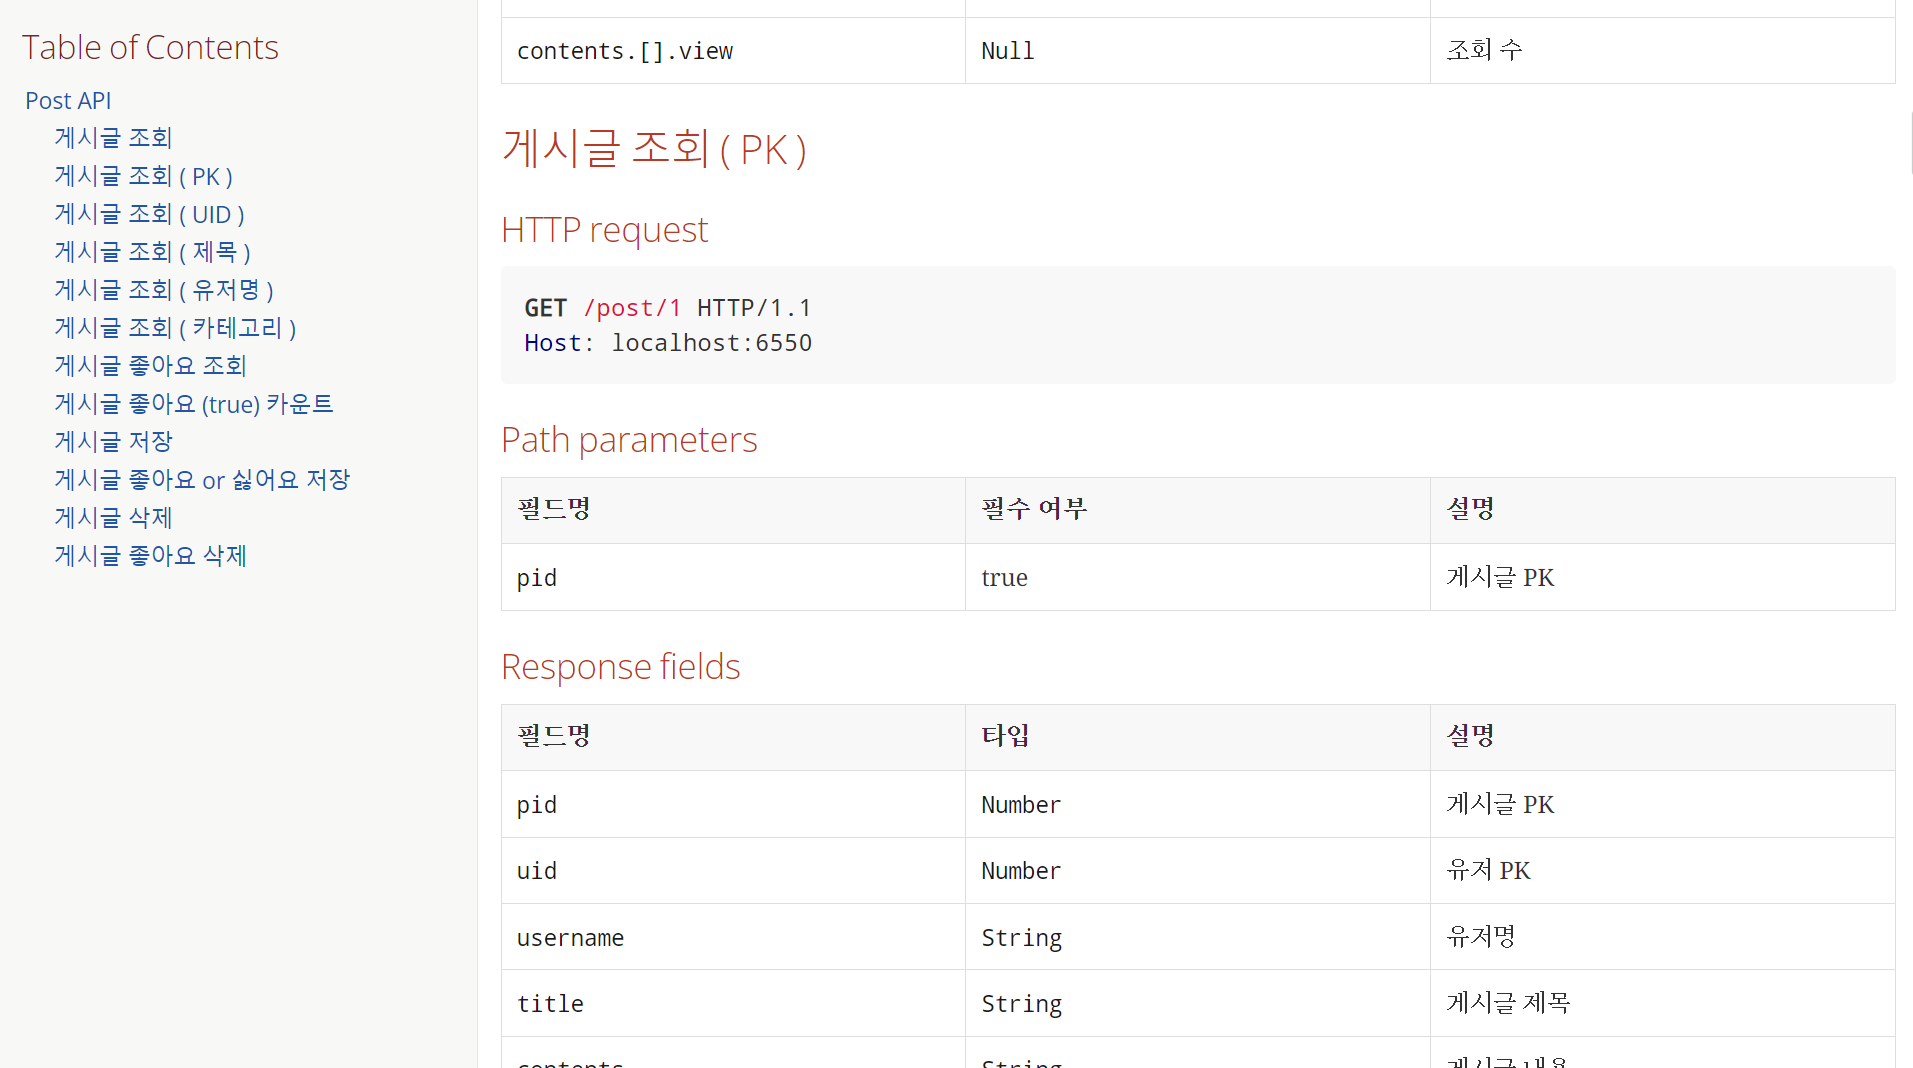 Table of Contents
Post API
게시글 조회
게시글 조회 ( PK )
게시글 조회 ( UID )
게시글 조회 ( 제목 )
게시글 조회 ( 유저명 )
게시글 조회 ( 카테고리 )
게시글 좋아요 조회
게시글 좋아요 (true) 카운트
게시글 저장
게시글 좋아요 or 싫어요 저장
게시글 삭제
게시글 좋아요 삭제
contents.[].view Null 조회 수
게시글 조회 ( PK )
HTTP request
GET /post/1 HTTP/1.1
Host: localhost:6550
Path parameters
필드명 필수 여부 설명
pid true 게시글 PK
Response fields
필드명 타입 설명
pid Number 게시글 PK
uid Number 유저 PK
username String 유저명
title String 게시글 제목
contents String 게시글 내용